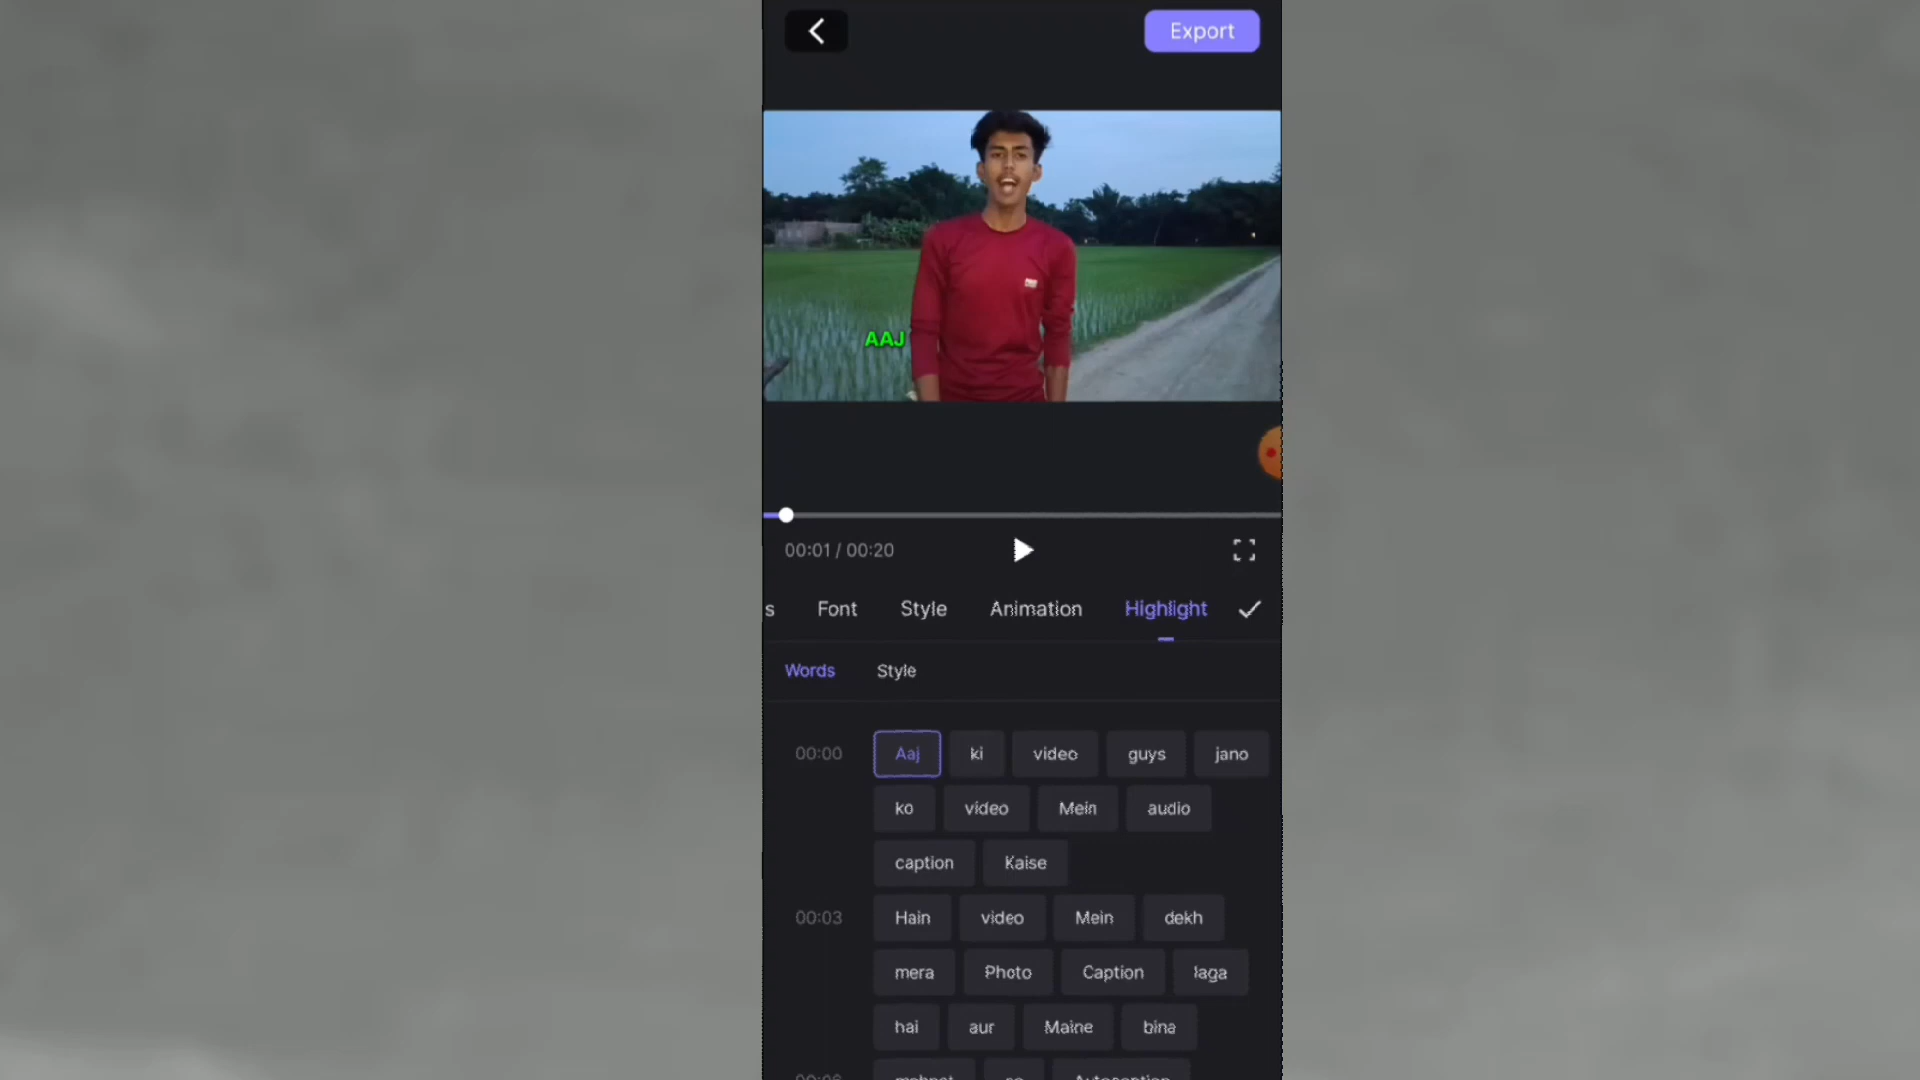 Export
AAJ
00:01 / 00:20
s Font Style Animation Highlight
Words Style
00:00 Aaj ki video guys jano
ko video Mein audio
caption Kaise
00:03 Hain video Mein dekh
mera Photo Caption laga
hai aur Maine bina